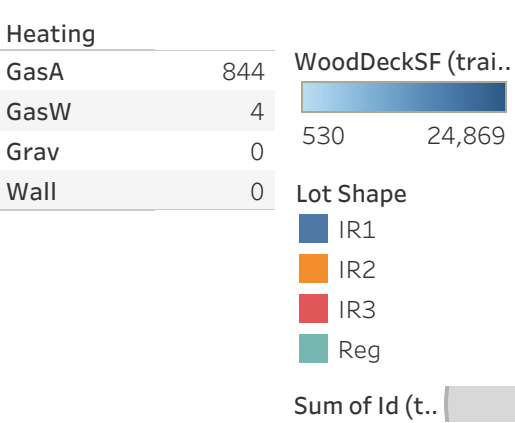 Heating
GasA 844
GasW 4
Grav 0
Wall 0
WoodDeckSF (trai..
530 24,869
Lot Shape
IR1
IR2
IR3
Reg
Sum of Id (t..